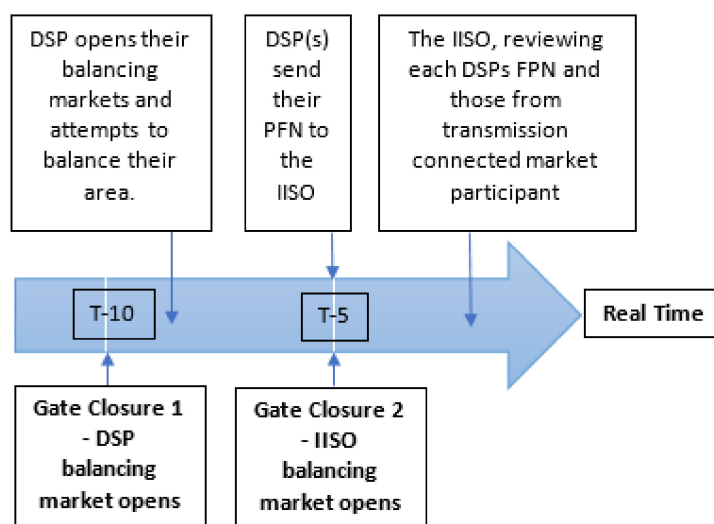 DSP opens their
balancing
markets and
attempts to
balance their
area.
DSP(s)
send
their
PFN to
the
IISO
The IISO, reviewing
each DSPs FPN and
those from
transmission
connected market
participant
T-10
T-5
Real Time
Gate Closure 1
- DSP
balancing
market opens
Gate Closure 2
- IISO
balancing
market opens